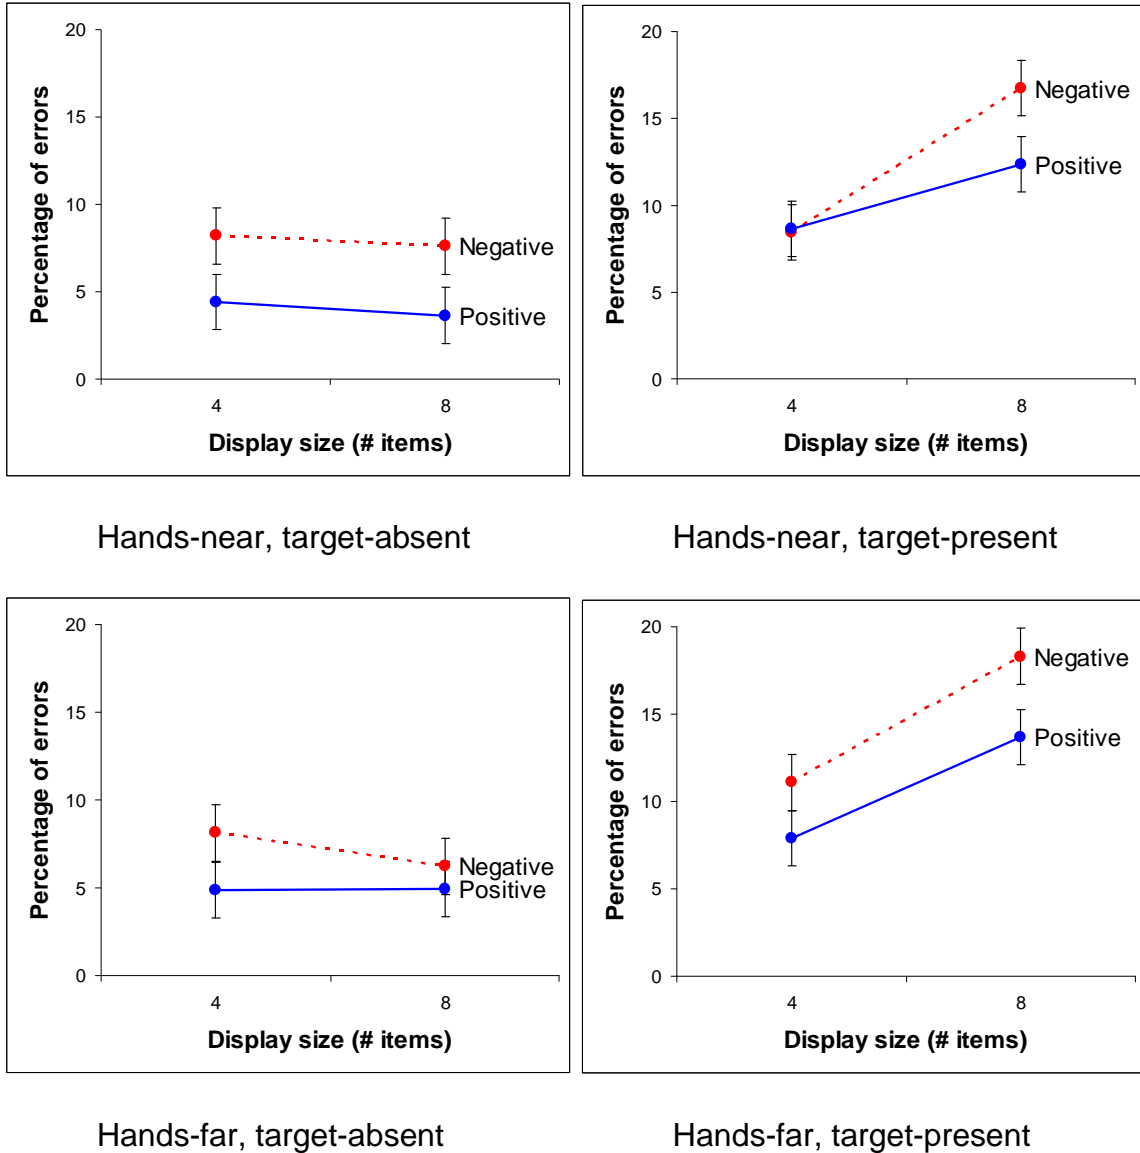 20
15
10
5
0
Percentage of errors
Negative
Positive
4
8
Display size (# items)
Hands-near, target-absent
20
15
10
5
0
Percentage of errors
Negative
Positive
4
8
Display size (# items)
Hands-near, target-present
20
15
10
5
0
Percentage of errors
Negative
Positive
4
8
Display size (# items)
Hands-far, target-absent
20
15
10
5
0
Percentage of errors
Negative
Positive
4
8
Display size (# items)
Hands-far, target-present